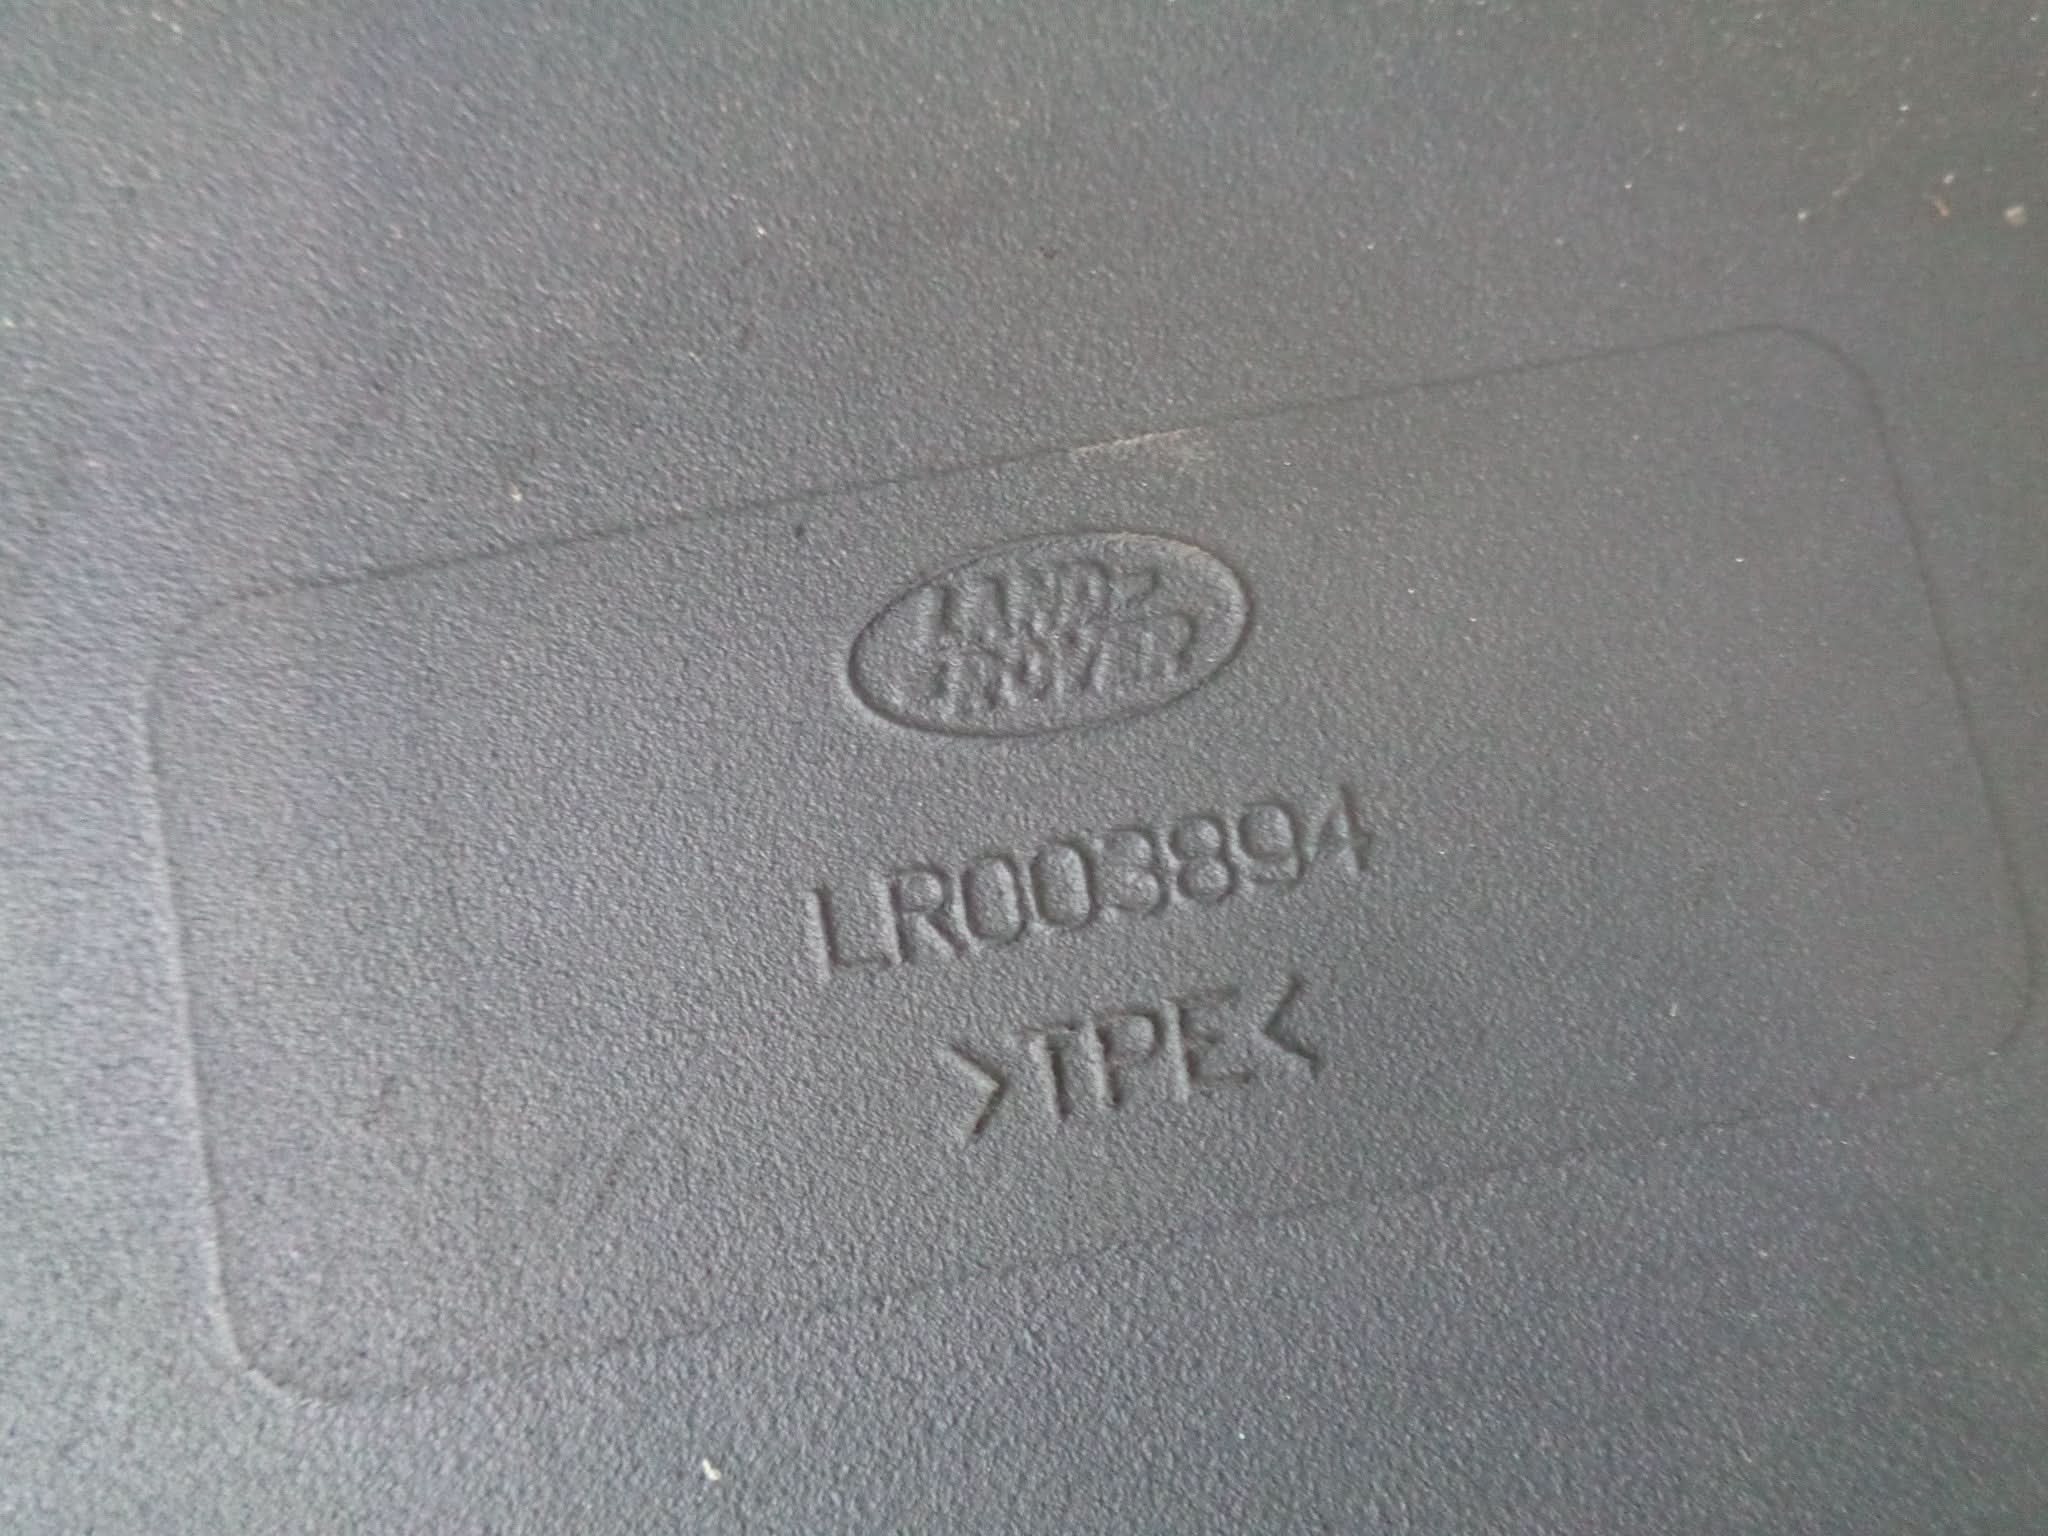 LAND
ROVER
LR003894
>TPE<